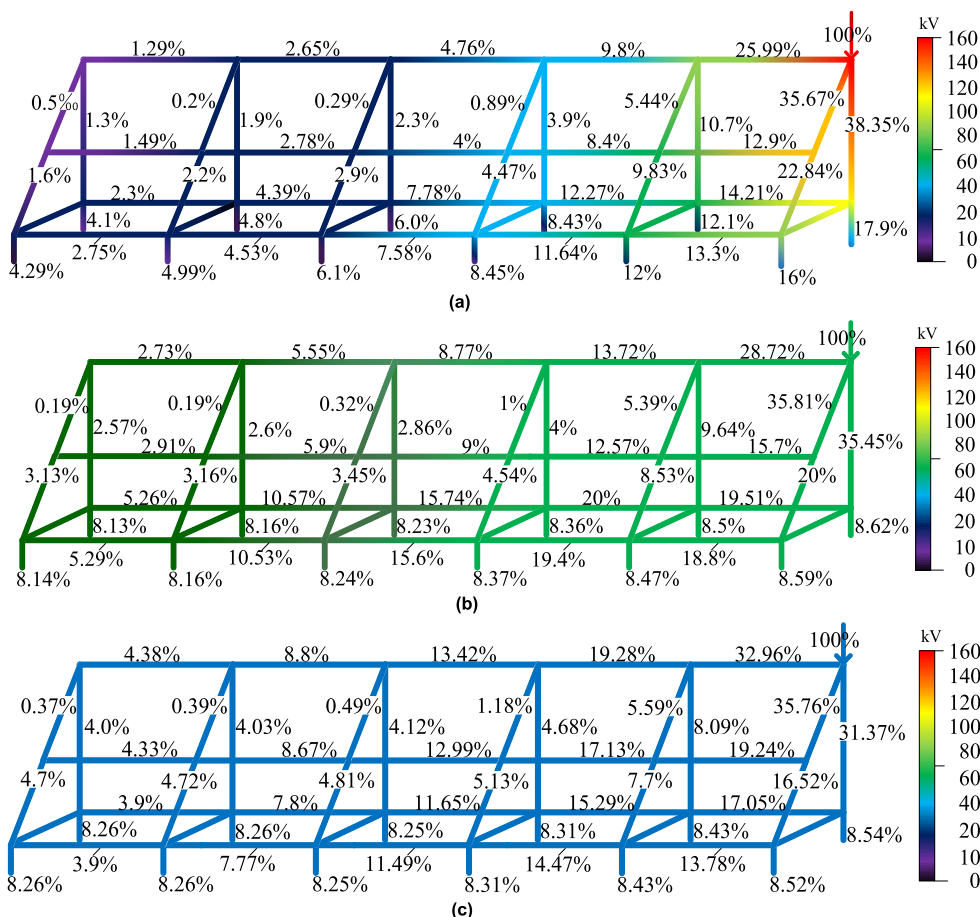 kV
100%
160
1.29% 2.65% 4.76% 9.8% 25.99%
140
0.5‰ 0.2% 0.29% 0.89% 5.44% 35.67%
120
1.3% 1.9% 2.3% 3.9% 10.7% 38.35%
100
1.49% 2.78% 4% 8.4% 12.9%
80
1.6% 2.2% 2.9% 4.47% 9.83% 22.84%
60
2.3% 4.39% 7.78% 12.27% 14.21%
40
4.1% 4.8% 6.0% 8.43% 12.1% 17.9%
20
2.75% 4.53% 7.58% 11.64% 13.3%
10
4.29% 4.99% 6.1% 8.45% 12% 16%
0
(a)
kV
100%
160
2.73% 5.55% 8.77% 13.72% 28.72%
140
0.19% 0.19% 0.32% 1% 5.39% 35.81%
120
2.57% 2.6% 2.86% 4% 9.64% 35.45%
100
2.91% 5.9% 9% 12.57% 15.7%
80
3.13% 3.16% 3.45% 4.54% 8.53% 20%
60
5.26% 10.57% 15.74% 20% 19.51%
40
8.13% 8.16% 8.23% 8.36% 8.5% 8.62%
20
5.29% 10.53% 15.6% 19.4% 18.8%
10
8.14% 8.16% 8.24% 8.37% 8.47% 8.59%
0
(b)
kV
100%
160
4.38% 8.8% 13.42% 19.28% 32.96%
140
0.37% 0.39% 0.49% 1.18% 5.59% 35.76%
120
4.0% 4.03% 4.12% 4.68% 8.09% 31.37%
100
4.33% 8.67% 12.99% 17.13% 19.24%
80
4.7% 4.72% 4.81% 5.13% 7.7% 16.52%
60
3.9% 7.8% 11.65% 15.29% 17.05%
40
8.26% 8.26% 8.25% 8.31% 8.43% 8.54%
20
3.9% 7.77% 11.49% 14.47% 13.78%
10
8.26% 8.26% 8.25% 8.31% 8.43% 8.52%
0
(c)